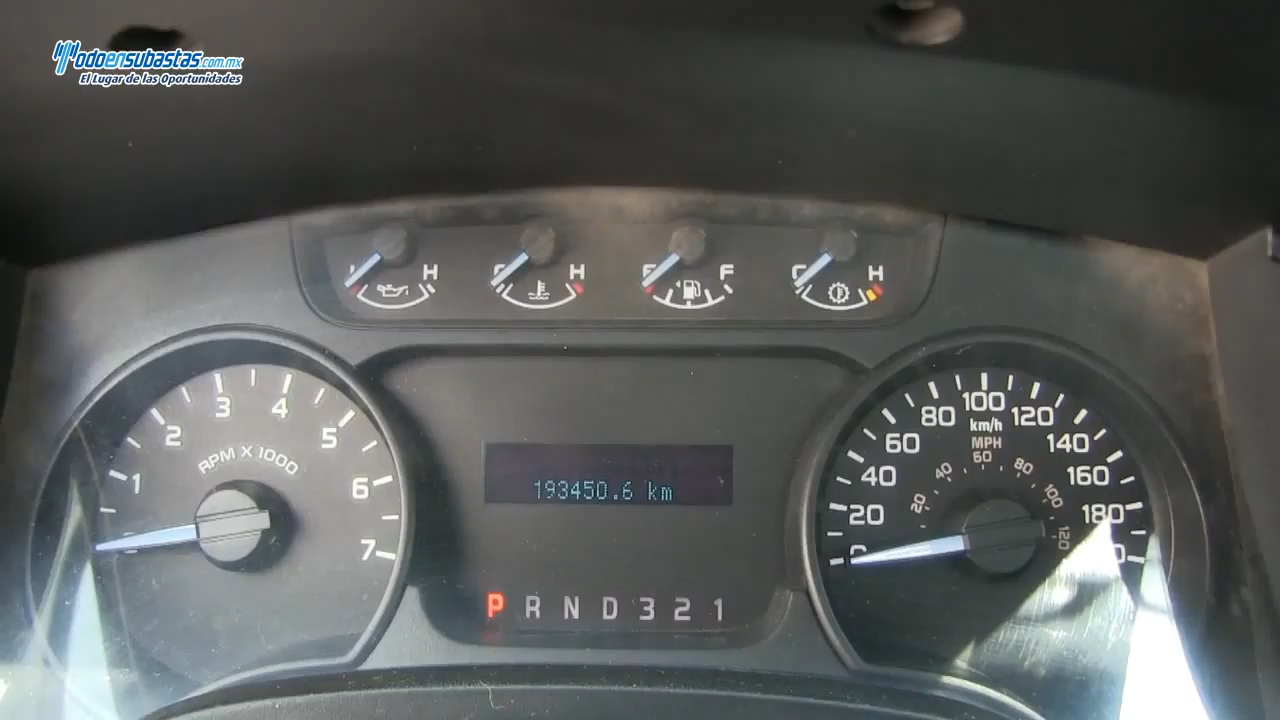 todoensubastas.com.mx
El Lugar de las Oportunidades
H
H
E F
C H
1 2 3 4 5 6 7
RPM X 1000
193450.6 km
P R N D 3 2 1
0 20 40 60 80 100 120 140 160 180
km/h
MPH
20 40 60 80 100 120